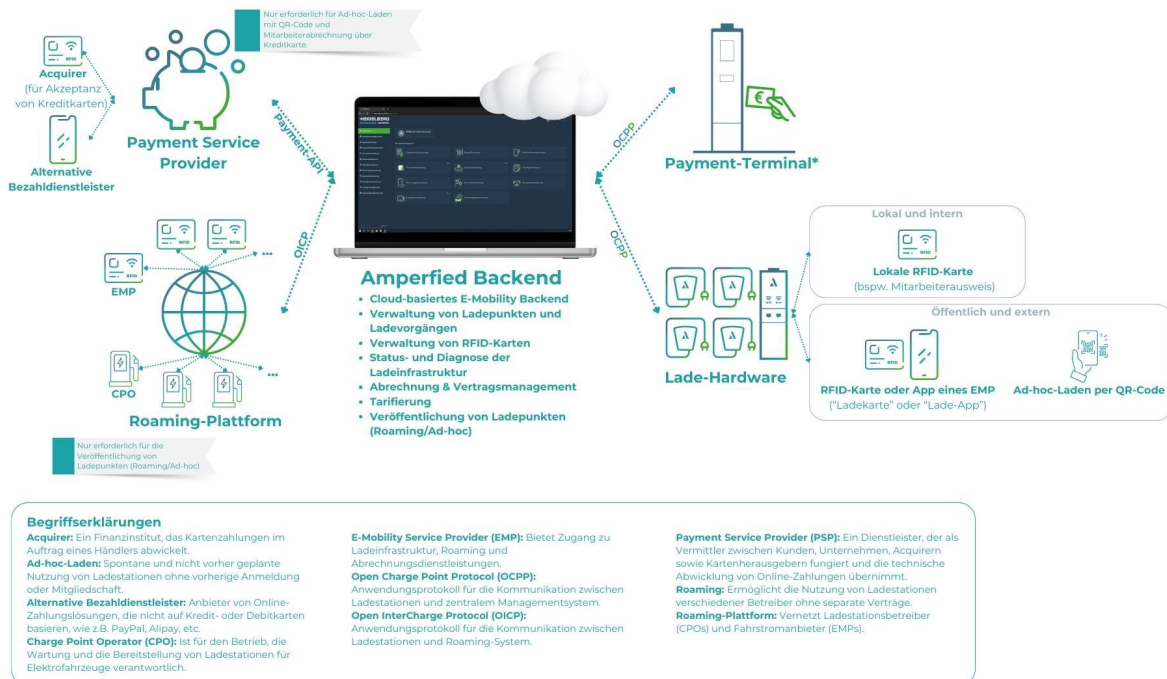 Nur erforderlich für Ad-hoc-Laden
mit QR-Code und
Mitarbeiterabrechnung über
Kreditkarte.
RFID
Acquirer
(für Akzeptanz
von Kreditkarten)
Alternative
Bezahldienstleister
Payment Service
Provider
Payment-API
OICP
OCPP
OCPP
HEIDELBERG
€
Payment-Terminal*
RFID
RFID
...
RFID
EMP
CPO
...
Roaming-Plattform
Nur erforderlich für die
Veröffentlichung von
Ladepunkten (Roaming/Ad-hoc)
Amperfied Backend
• Cloud-basiertes E-Mobility Backend
• Verwaltung von Ladepunkten und
Ladevorgängen
• Verwaltung von RFID-Karten
• Status- und Diagnose der
Ladeinfrastruktur
• Abrechnung & Vertragsmanagement
• Tarifierung
• Veröffentlichung von Ladepunkten
(Roaming/Ad-hoc)
Lade-Hardware
Lokal und intern
RFID
Lokale RFID-Karte
(bspw. Mitarbeiterausweis)
Öffentlich und extern
RFID
RFID-Karte oder App eines EMP
("Ladekarte" oder "Lade-App")
Ad-hoc-Laden per QR-Code
Begriffserklärungen
Acquirer: Ein Finanzinstitut, das Kartenzahlungen im
Auftrag eines Händlers abwickelt.
Ad-hoc-Laden: Spontane und nicht vorher geplante
Nutzung von Ladestationen ohne vorherige Anmeldung
oder Mitgliedschaft.
Alternative Bezahldienstleister: Anbieter von Online-
Zahlungslösungen, die nicht auf Kredit- oder Debitkarten
basieren, wie z.B. PayPal, Alipay, etc.
Charge Point Operator (CPO): Ist für den Betrieb, die
Wartung und die Bereitstellung von Ladestationen für
Elektrofahrzeuge verantwortlich.
E-Mobility Service Provider (EMP): Bietet Zugang zu
Ladeinfrastruktur, Roaming und
Abrechnungsdienstleistungen.
Open Charge Point Protocol (OCPP):
Anwendungsprotokoll für die Kommunikation zwischen
Ladestationen und zentralem Managementsystem.
Open InterCharge Protocol (OICP):
Anwendungsprotokoll für die Kommunikation zwischen
Ladestationen und Roaming-System.
Payment Service Provider (PSP): Ein Dienstleister, der als
Vermittler zwischen Kunden, Unternehmen, Acquirern
sowie Kartenherausgebern fungiert und die technische
Abwicklung von Online-Zahlungen übernimmt.
Roaming: Ermöglicht die Nutzung von Ladestationen
verschiedener Betreiber ohne separate Verträge.
Roaming-Plattform: Vernetzt Ladestationsbetreiber
(CPOs) und Fahrstromanbieter (EMPs).